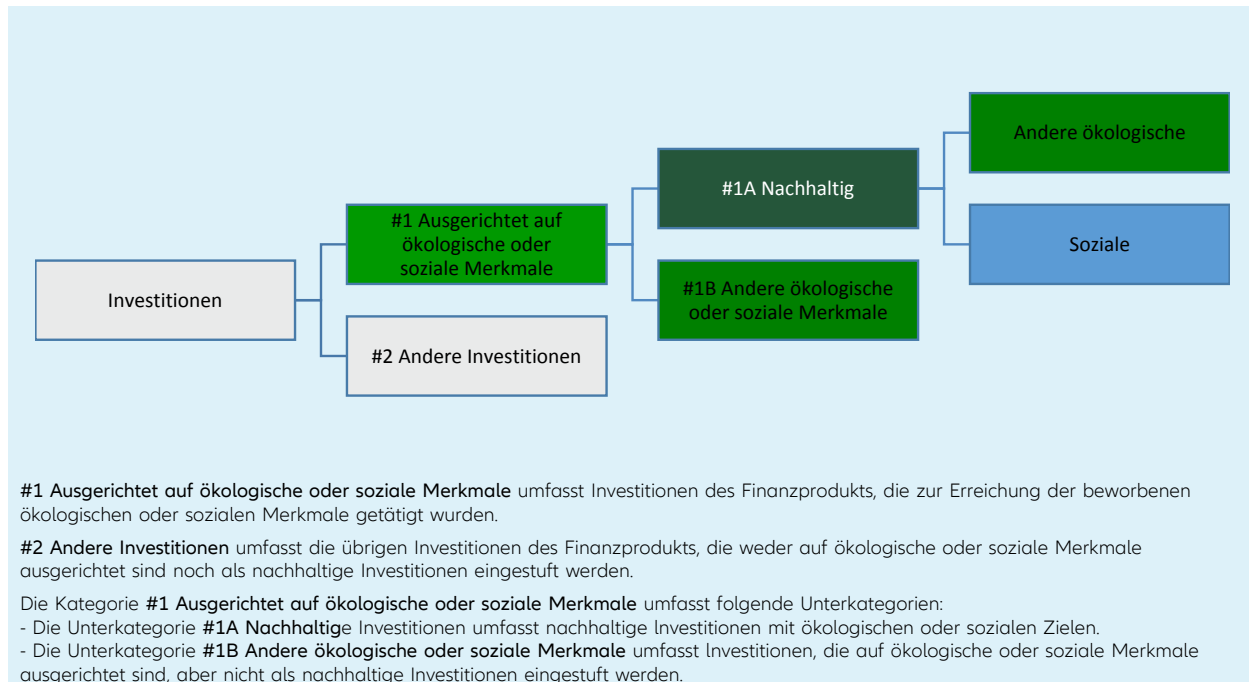 Andere ökologische
#1A Nachhaltig
#1 Ausgerichtet auf
ökologische oder
soziale Merkmale
Soziale
Investitionen
#1B Andere ökologische
oder soziale Merkmale
#2 Andere Investitionen
#1 Ausgerichtet auf ökologische oder soziale Merkmale umfasst Investitionen des Finanzprodukts, die zur Erreichung der beworbenen
ökologischen oder sozialen Merkmale getätigt wurden.
#2 Andere Investitionen umfasst die übrigen Investitionen des Finanzprodukts, die weder auf ökologische oder soziale Merkmale
ausgerichtet sind noch als nachhaltige Investitionen eingestuft werden.
Die Kategorie #1 Ausgerichtet auf ökologische oder soziale Merkmale umfasst folgende Unterkategorien:
- Die Unterkategorie #1A Nachhaltige Investitionen umfasst nachhaltige Investitionen mit ökologischen oder sozialen Zielen.
- Die Unterkategorie #1B Andere ökologische oder soziale Merkmale umfasst Investitionen, die auf ökologische oder soziale Merkmale
ausgerichtet sind, aber nicht als nachhaltige Investitionen eingestuft werden.